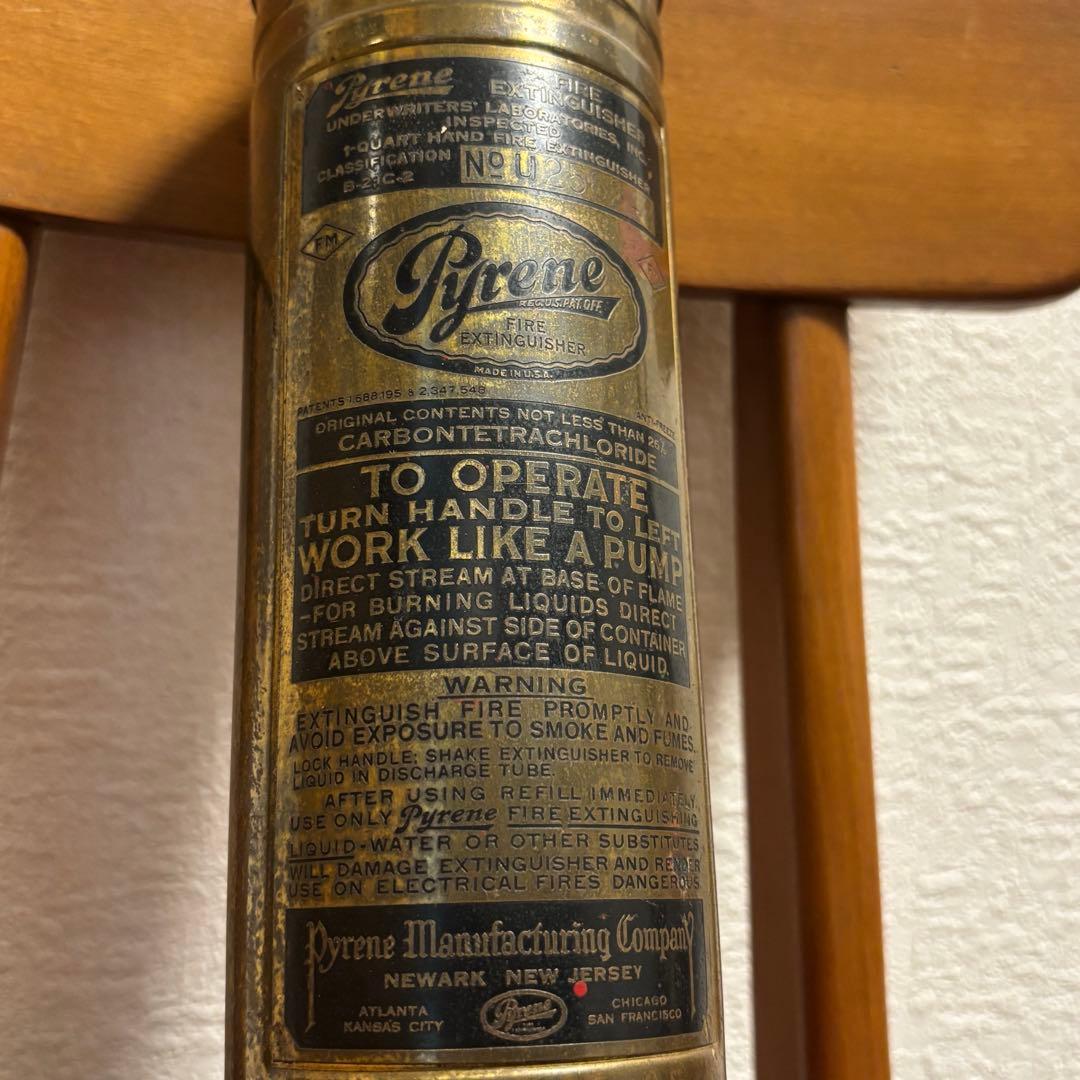 Pyrene FIRE EXTINGUISHER
UNDERWRITERS' LABORATORIES, INC.
INSPECTED
1-QUART HAND FIRE EXTINGUISHER
CLASSIFICATION
B-2, C-2
No U 25
FM
Pyrene
REG.U.S.PAT.OFF.
FIRE
EXTINGUISHER
MADE IN U.S.A.
PATENTS 1,688,195 & 2,347,546
ANTI-FREEZE
ORIGINAL CONTENTS NOT LESS THAN
CARBONTETRACHLORIDE
TO OPERATE
TURN HANDLE TO LEFT
WORK LIKE A PUMP
DIRECT STREAM AT BASE OF FLAME
-FOR BURNING LIQUIDS DIRECT
STREAM AGAINST SIDE OF CONTAINER
ABOVE SURFACE OF LIQUID.
WARNING
EXTINGUISH FIRE PROMPTLY AND
AVOID EXPOSURE TO SMOKE AND FUMES.
LOCK HANDLE; SHAKE EXTINGUISHER TO REMOVE
LIQUID IN DISCHARGE TUBE.
AFTER USING REFILL IMMEDIATELY,
USE ONLY Pyrene FIRE EXTINGUISHING
LIQUID-WATER OR OTHER SUBSTITUTES
WILL DAMAGE EXTINGUISHER AND RENDER
USE ON ELECTRICAL FIRES DANGEROUS
Pyrene Manufacturing Company
NEWARK NEW JERSEY
ATLANTA
KANSAS CITY
Pyrene
CHICAGO
SAN FRANCISCO